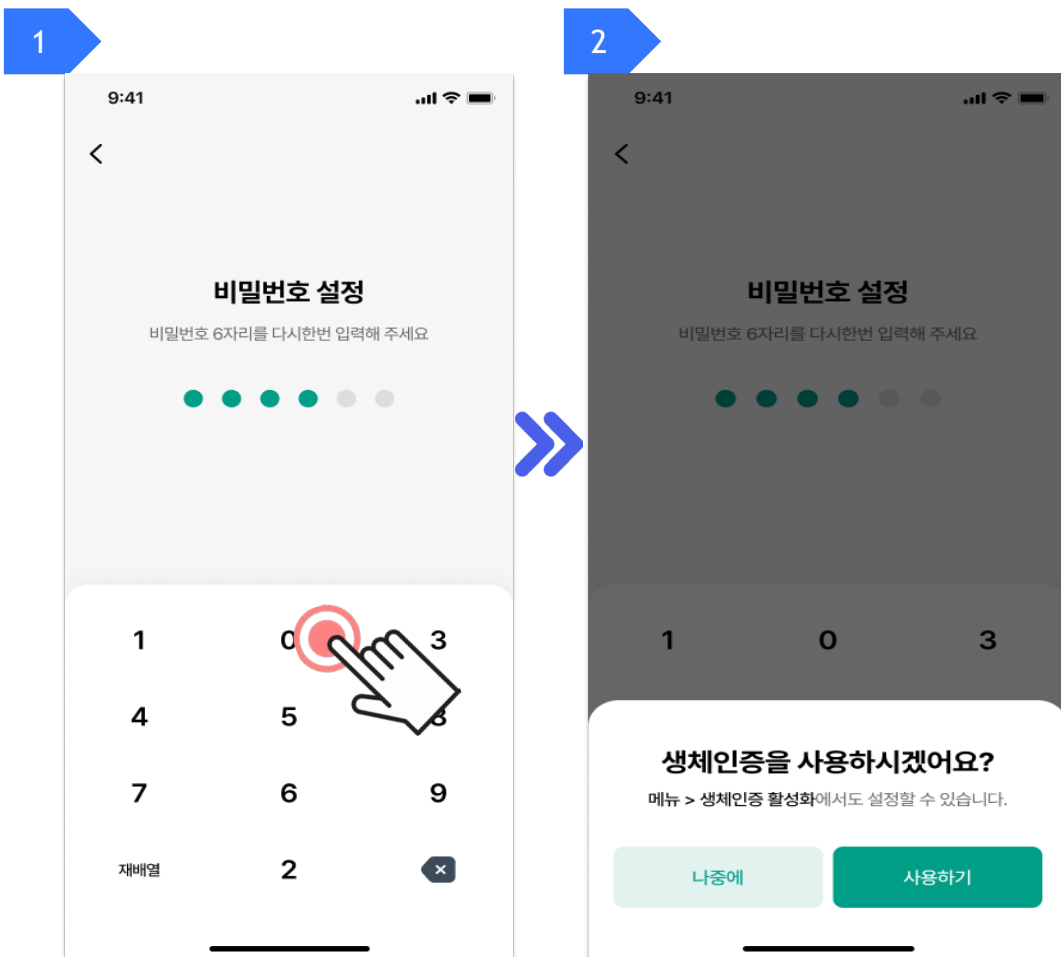 1
9:41
비밀번호 설정
비밀번호 6자리를 다시한번 입력해 주세요
1 0 3
4 5 8
7 6 9
재배열 2
2
9:41
비밀번호 설정
비밀번호 6자리를 다시한번 입력해 주세요
1 0 3
생체인증을 사용하시겠어요?
메뉴 > 생체인증 활성화에서도 설정할 수 있습니다.
나중에 사용하기